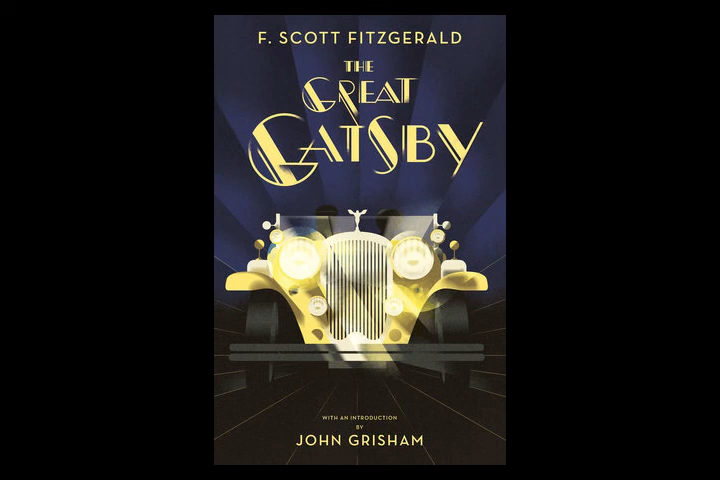 F. SCOTT FITZGERALD
THE
GREAT
GATSBY
WITH AN INTRODUCTION
BY
JOHN GRISHAM